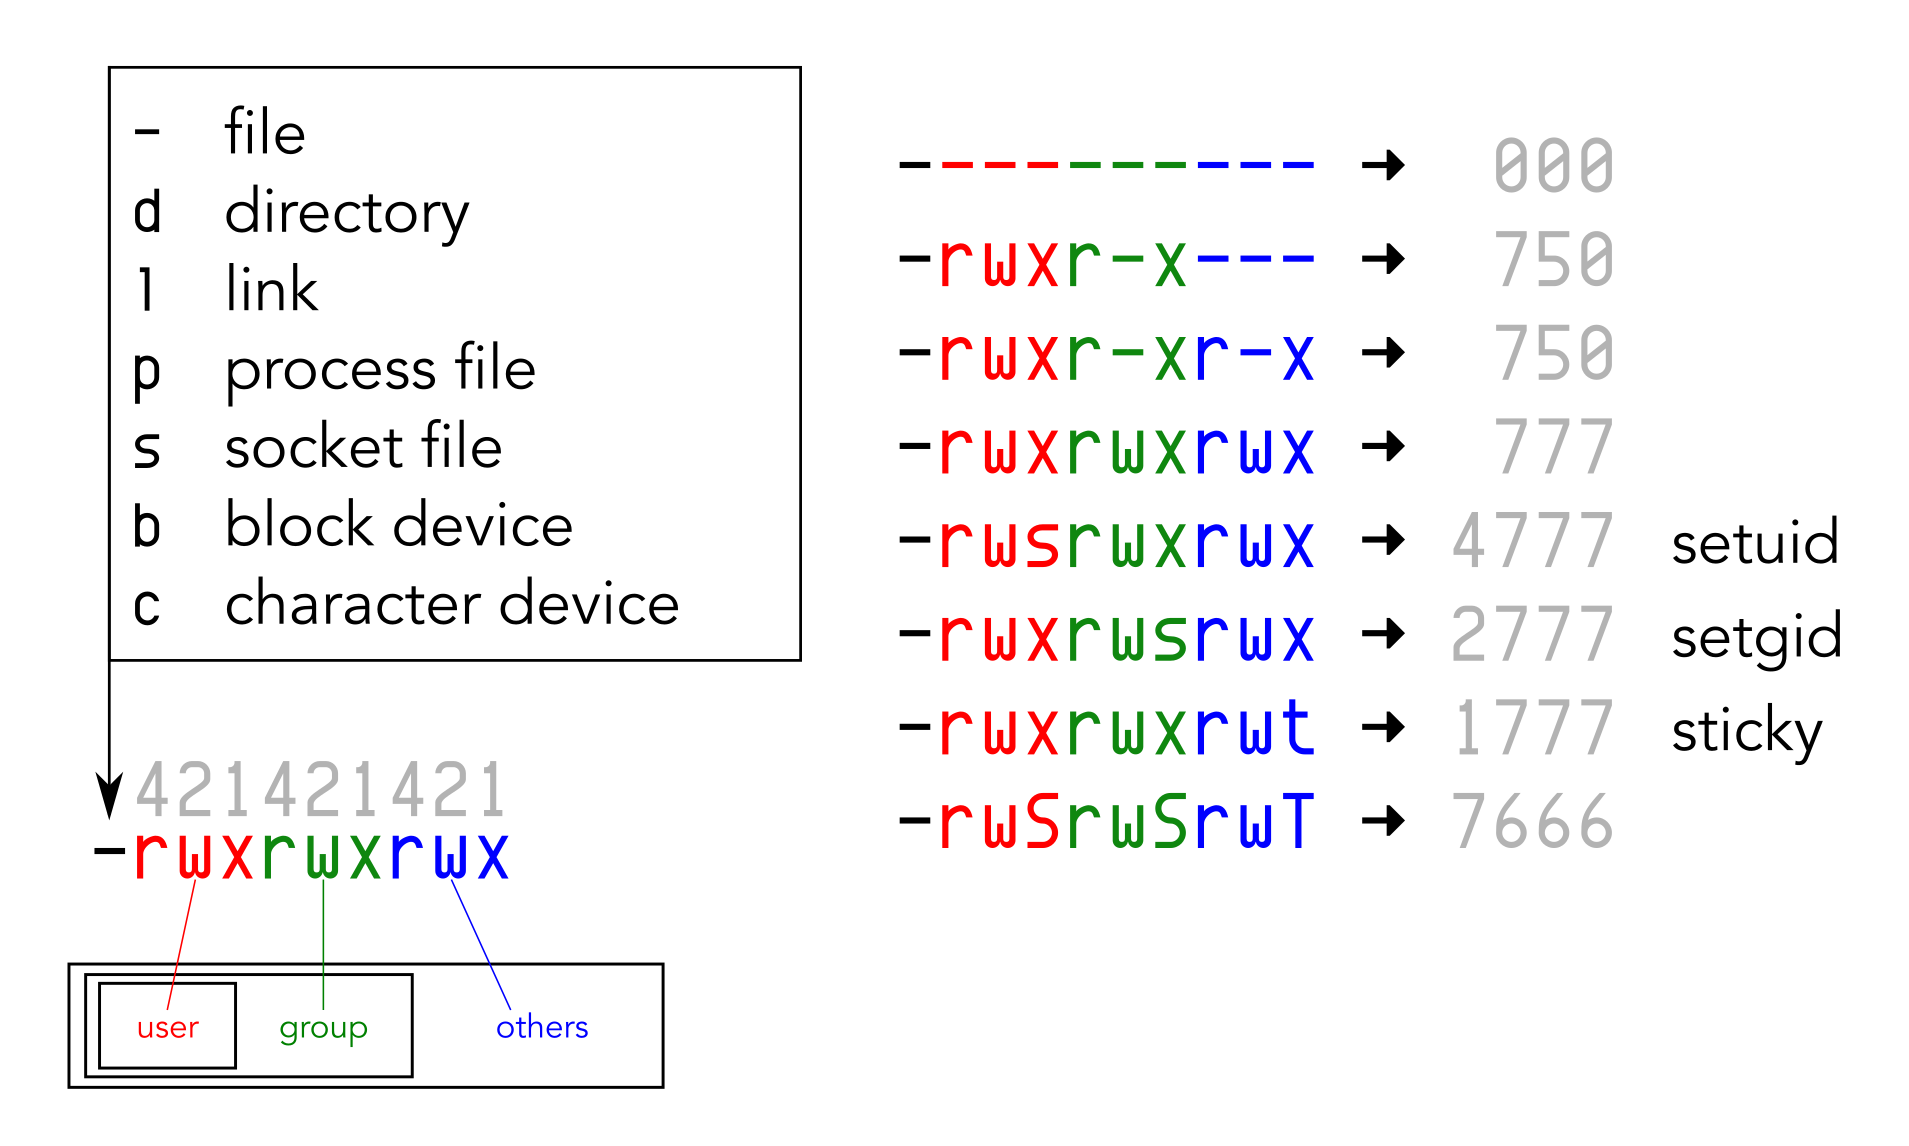 - file
d directory
l link
p process file
s socket file
b block device
c character device
421421421
-rwxrwxrwx
user group others
---------- → 000
-rwxr-x--- → 750
-rwxr-xr-x → 750
-rwxrwxrwx → 777
-rwsrwxrwx → 4777 setuid
-rwxrwsrwx → 2777 setgid
-rwxrwxrwt → 1777 sticky
-rwSrwSrwT → 7666